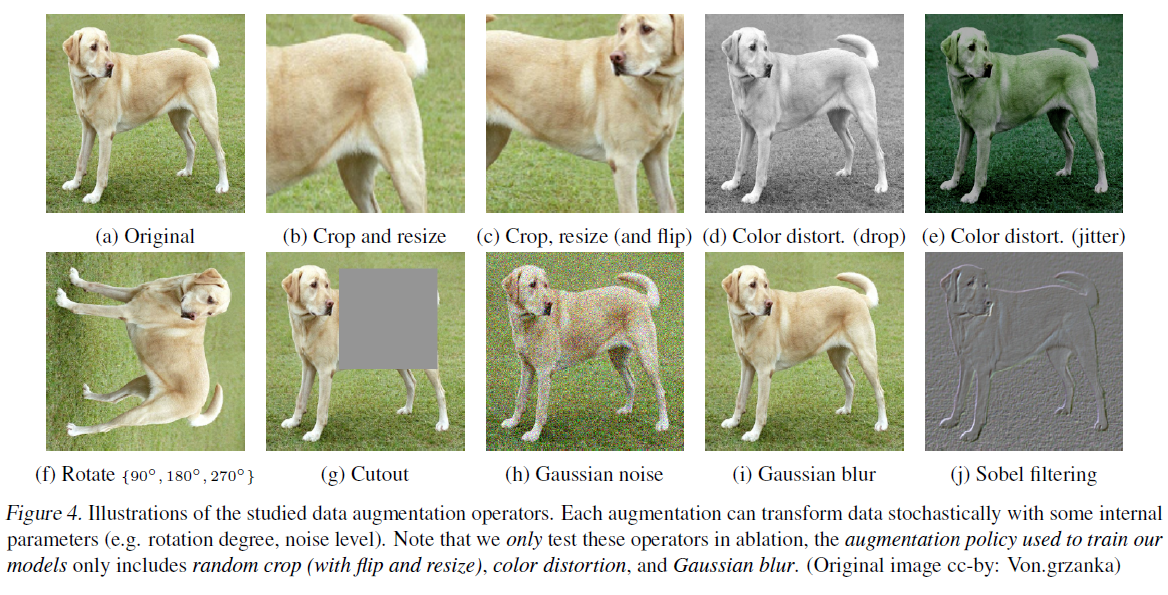 (a) Original
(b) Crop and resize
(c) Crop, resize (and flip)
(d) Color distort. (drop)
(e) Color distort. (jitter)
(f) Rotate {90°, 180°, 270°}
(g) Cutout
(h) Gaussian noise
(i) Gaussian blur
(j) Sobel filtering
Figure 4. Illustrations of the studied data augmentation operators. Each augmentation can transform data stochastically with some internal
parameters (e.g. rotation degree, noise level). Note that we only test these operators in ablation, the augmentation policy used to train our
models only includes random crop (with flip and resize), color distortion, and Gaussian blur. (Original image cc-by: Von.grzanka)